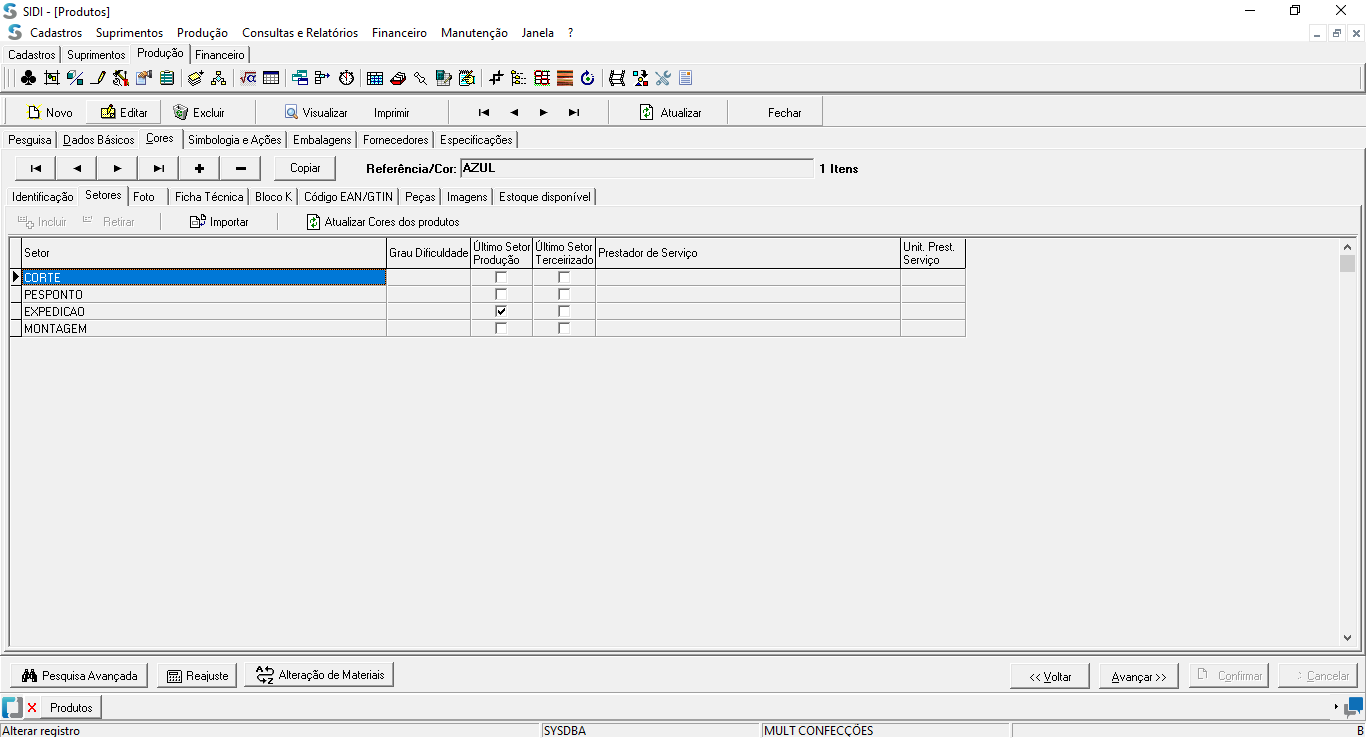 SIDI - [Produtos]
Cadastros Suprimentos Produção Consultas e Relatórios Financeiro Manutenção Janela ?
Cadastros Suprimentos Produção Financeiro
Novo Editar Excluir Visualizar Imprimir Atualizar Fechar
Pesquisa Dados Básicos Cores Simbologia e Ações Embalagens Fornecedores Especificações
Copiar Referência/Cor: AZUL 1 Itens
Identificação Setores Foto Ficha Técnica Bloco K Código EAN/GTIN Peças Imagens Estoque disponível
Incluir Retirar Importar Atualizar Cores dos produtos
Setor Grau Dificuldade Último Setor Produção Último Setor Terceirizado Prestador de Serviço Unit. Prest. Serviço
CORTE
PESPONTO
EXPEDICAO
MONTAGEM
Pesquisa Avançada Reajuste Alteração de Materiais << Voltar Avançar >> Confirmar Cancelar
Produtos
Alterar registro SYSDBA MULT CONFECÇÕES B